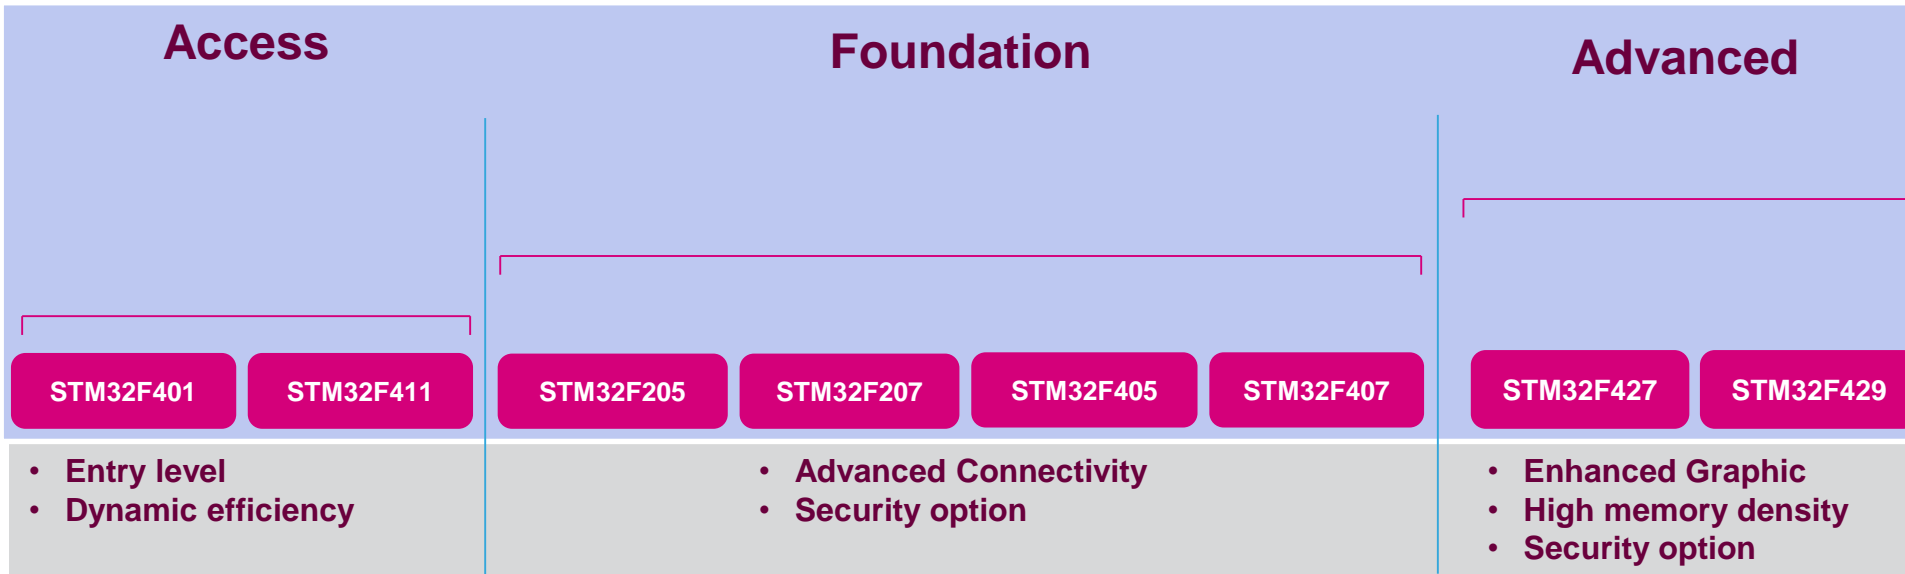 Access
Foundation
Advanced
STM32F401
STM32F411
STM32F205
STM32F207
STM32F405
STM32F407
STM32F427
STM32F429
• Entry level
• Dynamic efficiency
• Advanced Connectivity
• Security option
• Enhanced Graphic
• High memory density
• Security option